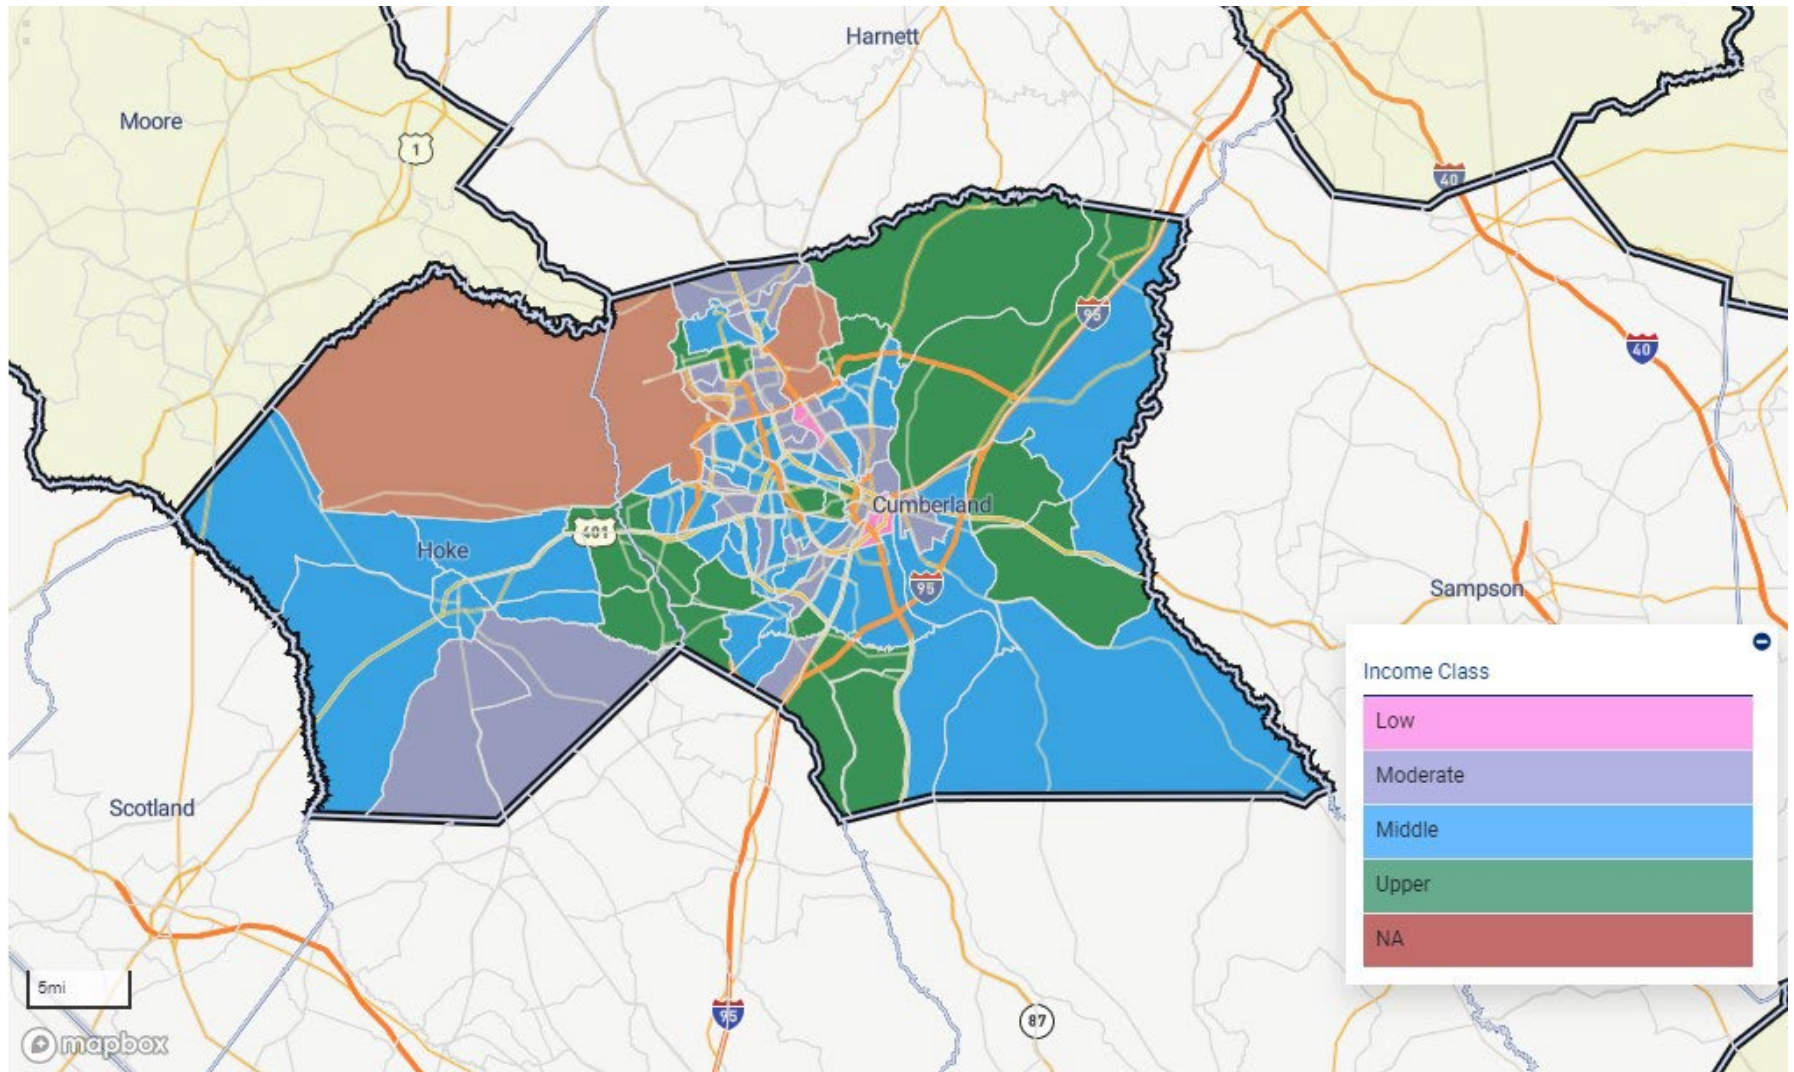 Harnett
Moore
1
40
95
40
Cumberland
401
Hoke
95
Sampson
Income Class
Low
Moderate
Middle
Upper
NA
Scotland
5mi
95
87
mapbox